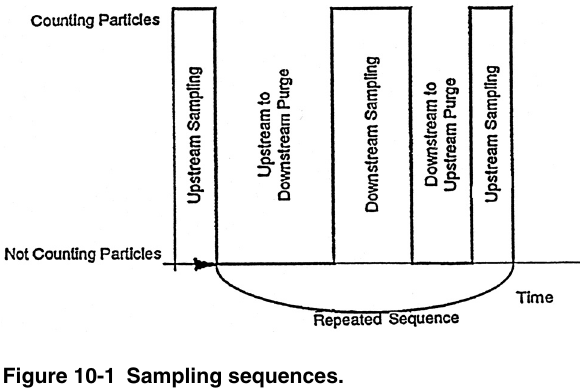 Counting Particles
Upstream Sampling
Upstream to
Downstream Purge
Downstream Sampling
Downstream to
Upstream Purge
Upstream Sampling
Not Counting Particles
Time
Repeated Sequence
Figure 10-1 Sampling sequences.